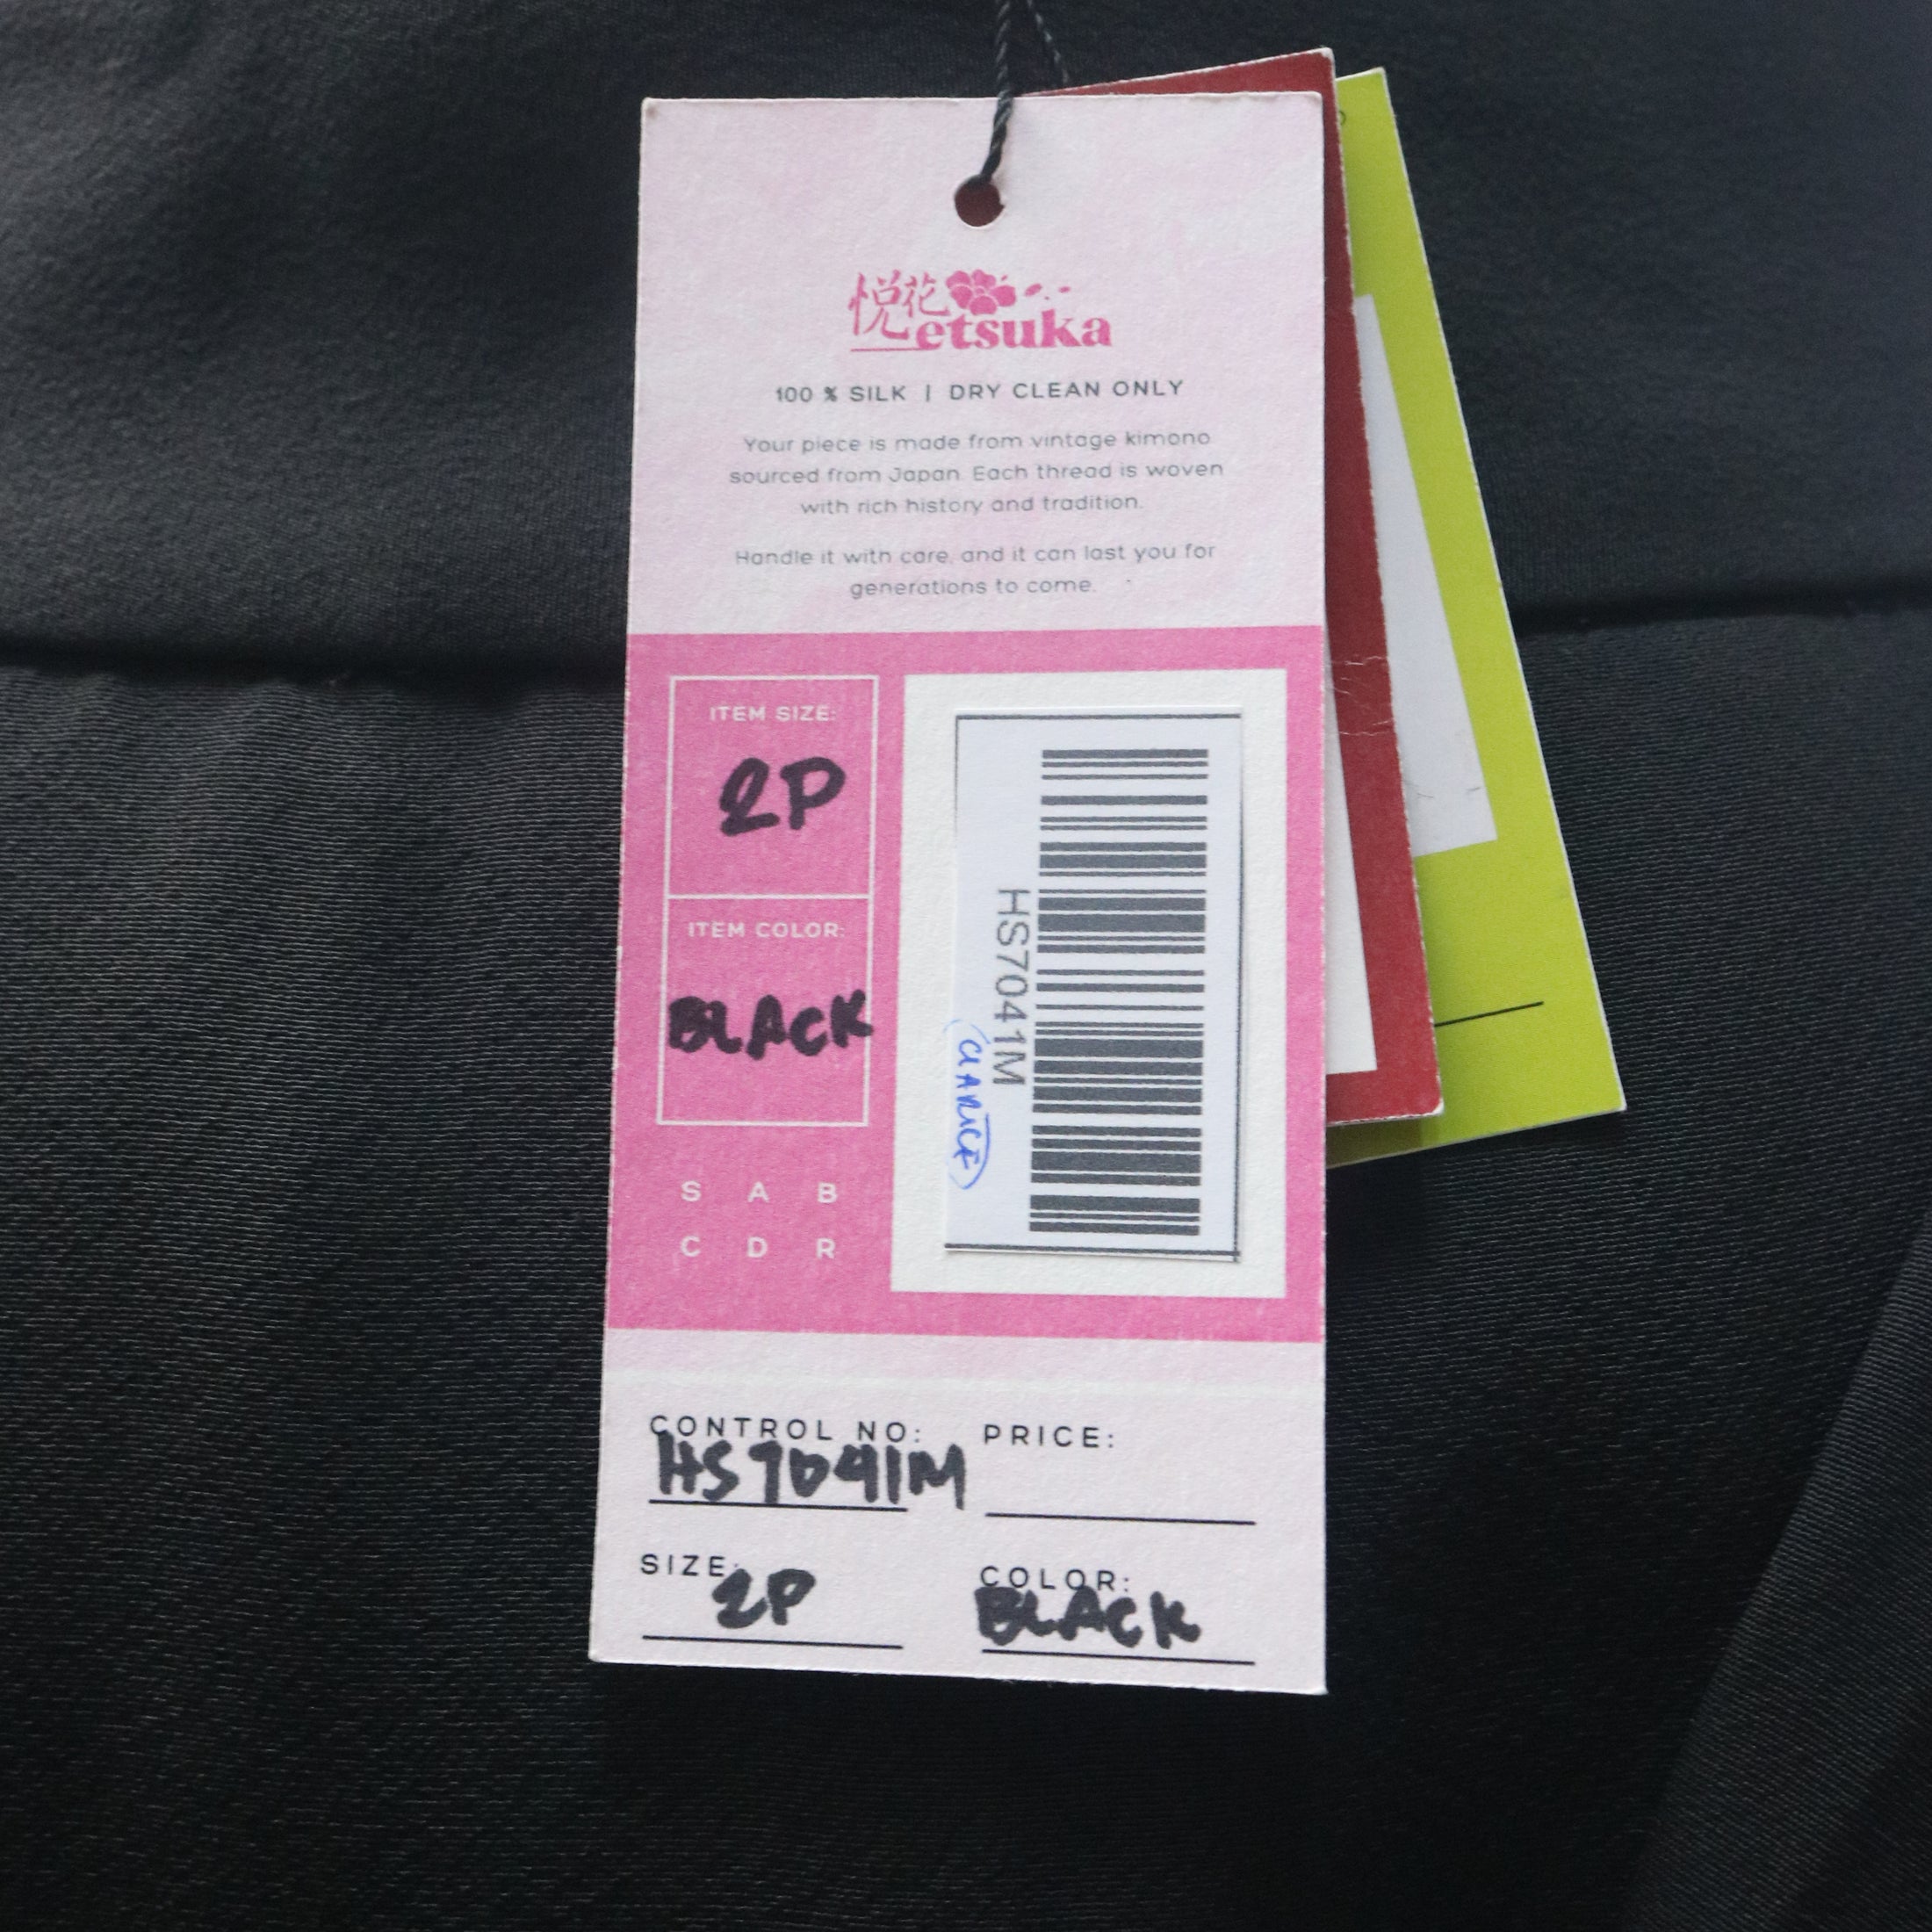 悦花
etsuka
100 % SILK | DRY CLEAN ONLY
Your piece is made from vintage kimono
sourced from Japan. Each thread is woven
with rich history and tradition.
Handle it with care, and it can last you for
generations to come.
ITEM SIZE:
2P
ITEM COLOR:
BLACK
S A B
C D R
HS7041M
(CLARICE)
CONTROL NO:
HS7041M
PRICE:
SIZE:
2P
COLOR:
BLACK